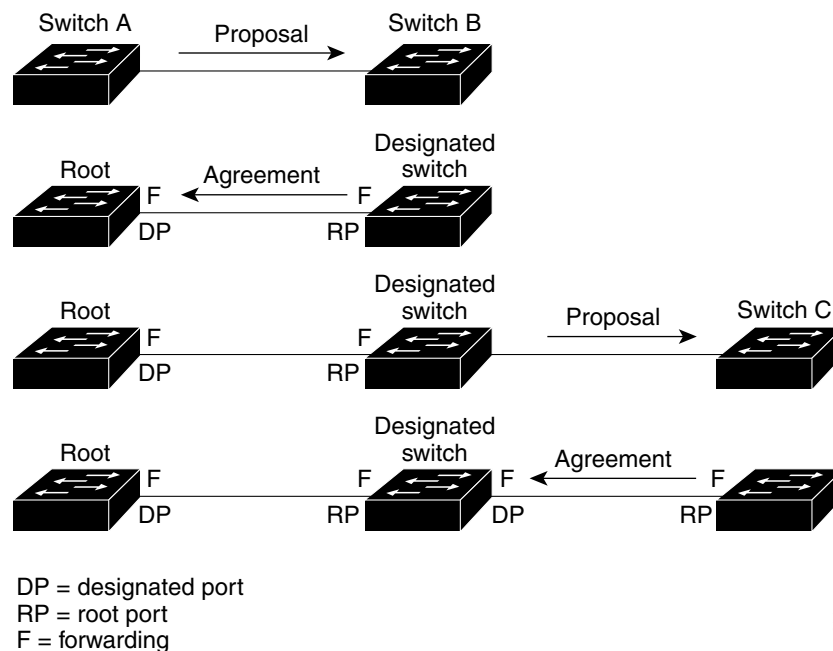 Switch A
Proposal
Switch B
Root
F
Agreement
F
Designated
switch
DP
RP
Root
F
F
Designated
switch
Proposal
Switch C
DP
RP
Root
F
F
Designated
switch
F
Agreement
F
DP
RP
DP
RP
DP = designated port
RP = root port
F = forwarding